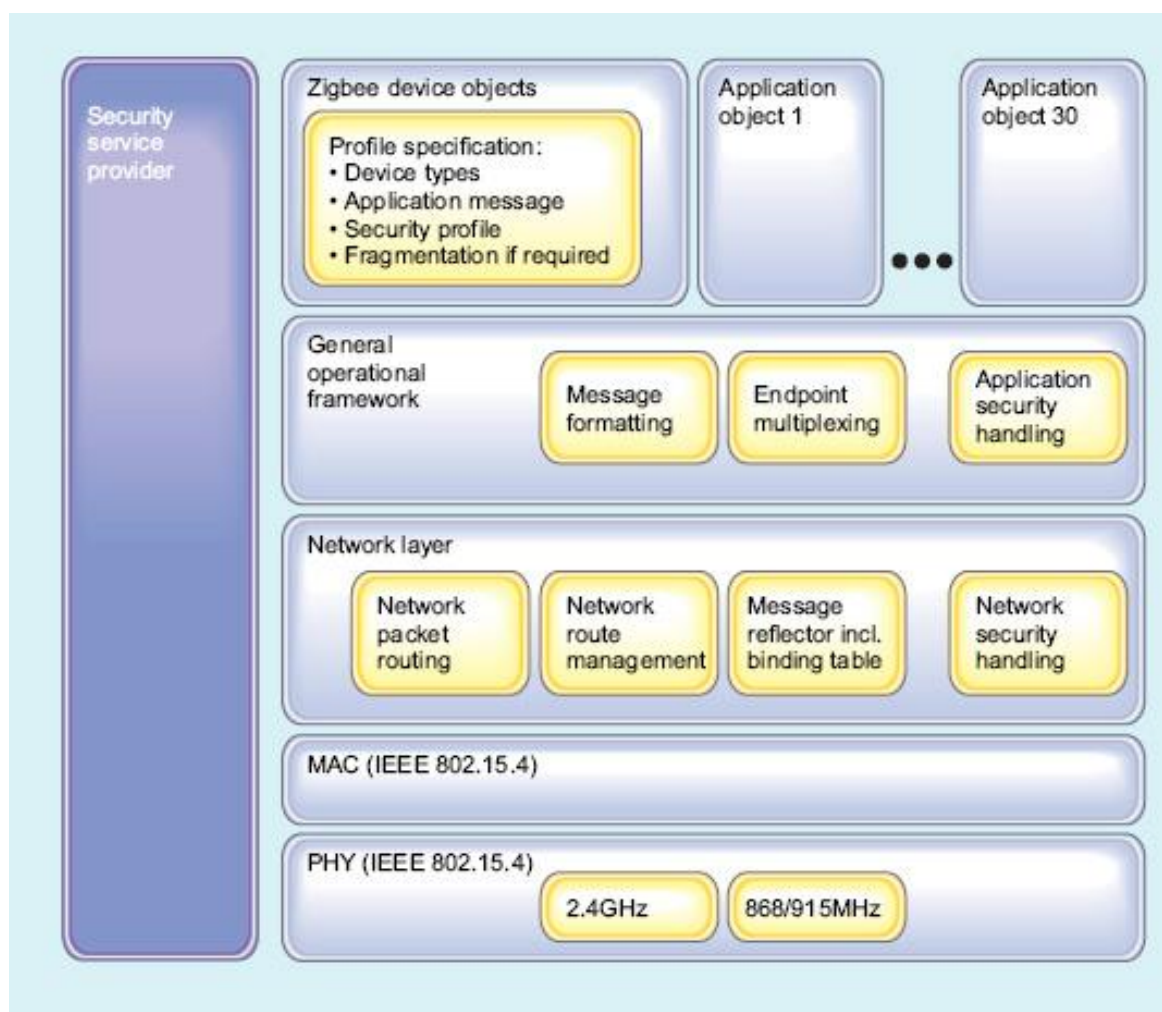 Security
service
provider
Zigbee device objects
Profile specification:
• Device types
• Application message
• Security profile
• Fragmentation if required
Application
object 1
●●●
Application
object 30
General
operational
framework
Message
formatting
Endpoint
multiplexing
Application
security
handling
Network layer
Network
packet
routing
Network
route
management
Message
reflector incl.
binding table
Network
security
handling
MAC (IEEE 802.15.4)
PHY (IEEE 802.15.4)
2.4GHz
868/915MHz